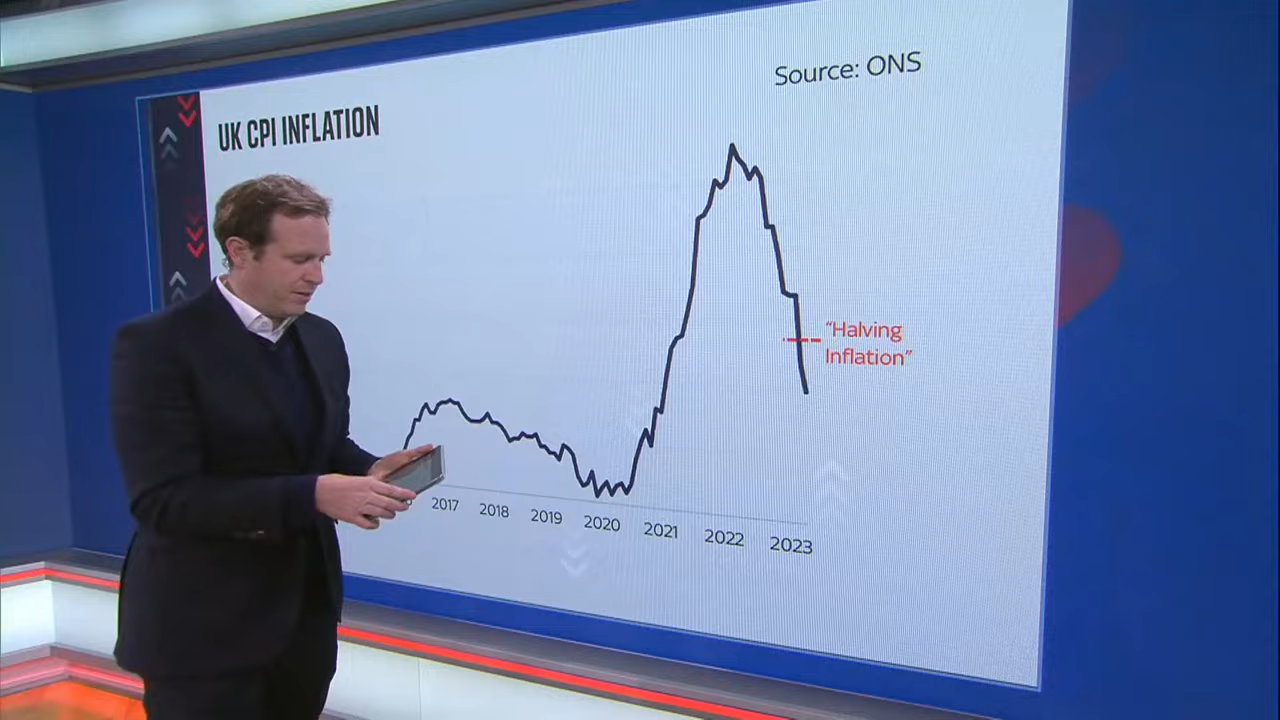 Source: ONS
UK CPI INFLATION
“Halving
Inflation”
2017 2018 2019 2020 2021 2022 2023